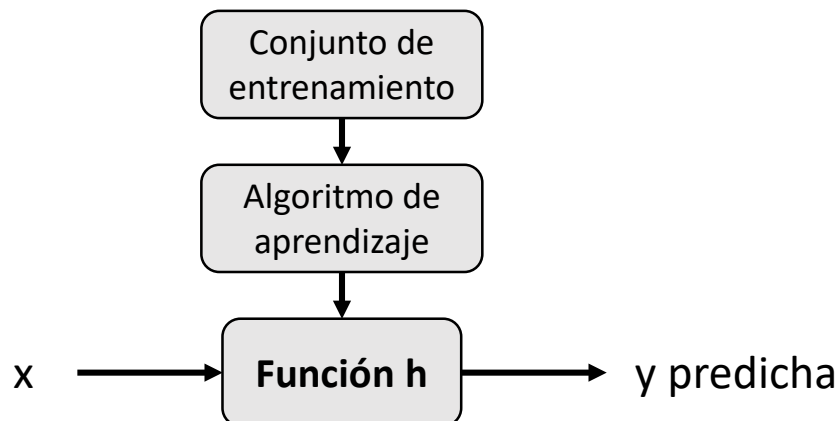 Conjunto de
entrenamiento
Algoritmo de
aprendizaje
x
Función h
y predicha